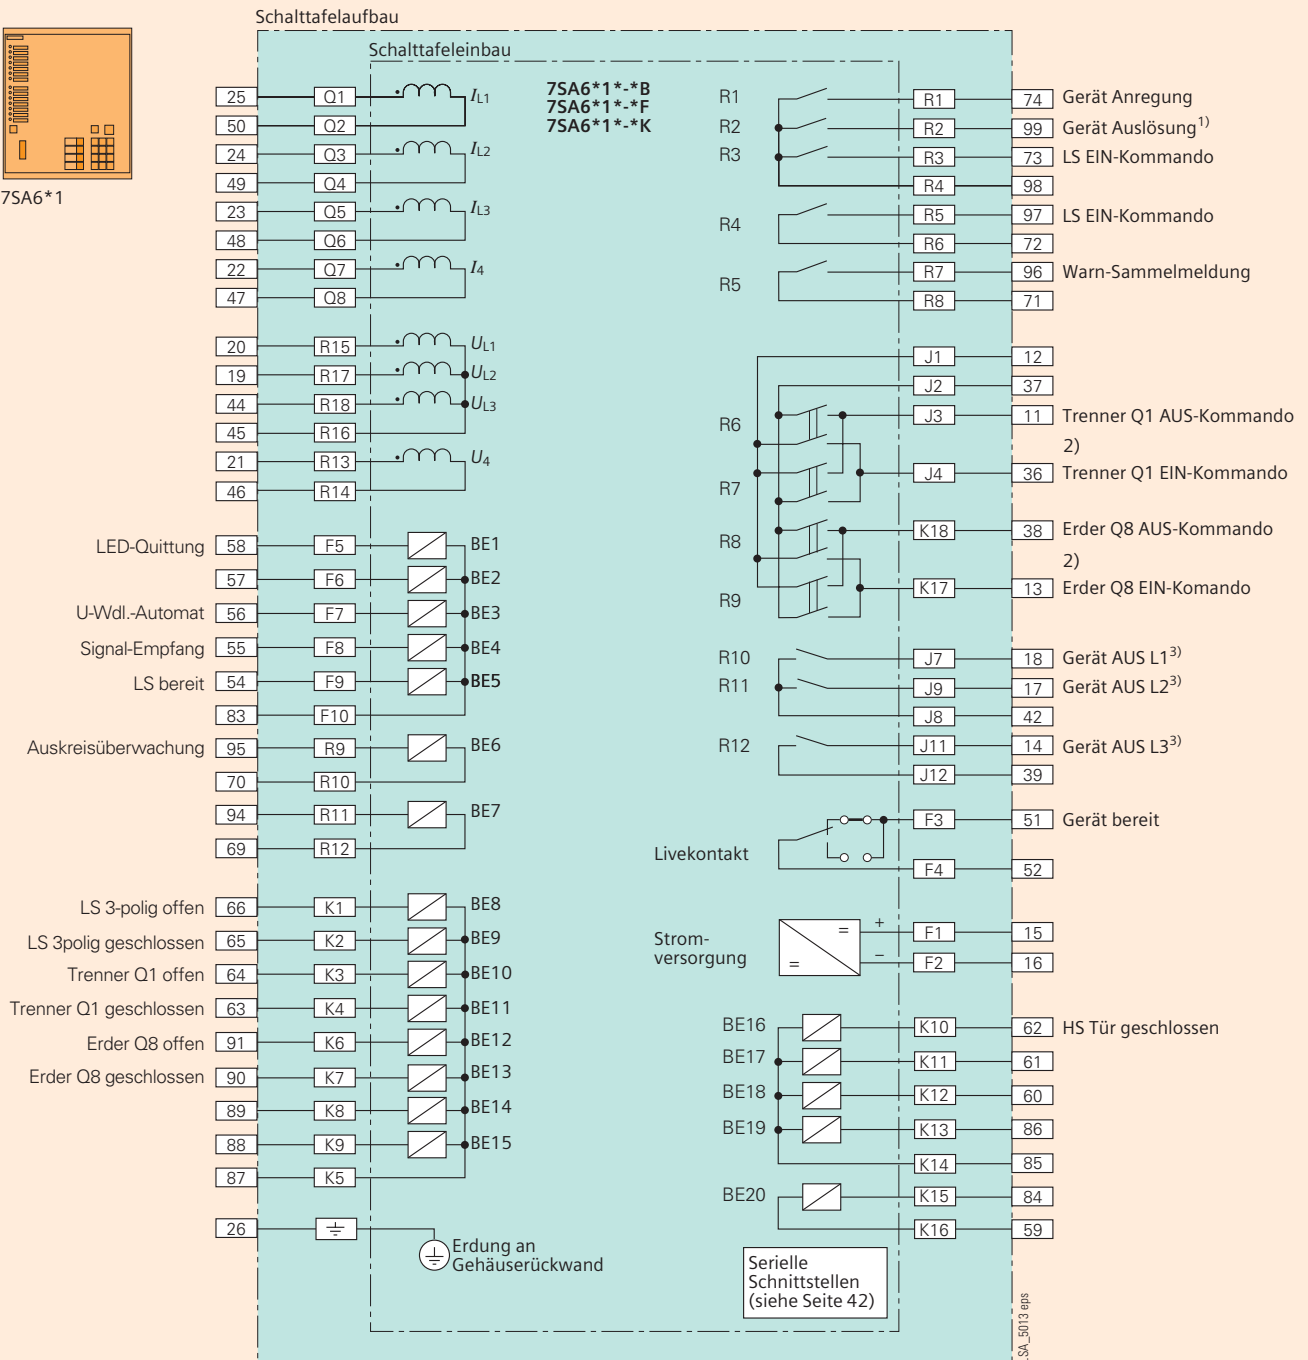 Schalttafelaufbau
Schalttafeleinbau
7SA6*1
7SA6*1*-*B
7SA6*1*-*F
7SA6*1*-*K
25 Q1 IL1
50 Q2
24 Q3 IL2
49 Q4
23 Q5 IL3
48 Q6
22 Q7 I4
47 Q8
20 R15 UL1
19 R17 UL2
44 R18 UL3
45 R16
21 R13 U4
46 R14
LED-Quittung 58 F5 BE1
57 F6 BE2
U-Wdl.-Automat 56 F7 BE3
Signal-Empfang 55 F8 BE4
LS bereit 54 F9 BE5
83 F10
Auskreisüberwachung 95 R9 BE6
70 R10
94 R11 BE7
69 R12
LS 3-polig offen 66 K1 BE8
LS 3polig geschlossen 65 K2 BE9
Trenner Q1 offen 64 K3 BE10
Trenner Q1 geschlossen 63 K4 BE11
Erder Q8 offen 91 K6 BE12
Erder Q8 geschlossen 90 K7 BE13
89 K8 BE14
88 K9 BE15
87 K5
26
Erdung an
Gehäuserückwand
R1 R1 74 Gerät Anregung
R2 R2 99 Gerät Auslösung1)
R3 R3 73 LS EIN-Kommando
R4 98
R4 R5 97 LS EIN-Kommando
R6 72
R5 R7 96 Warn-Sammelmeldung
R8 71
J1 12
J2 37
R6 J3 11 Trenner Q1 AUS-Kommando
2)
R7 J4 36 Trenner Q1 EIN-Kommando
R8 K18 38 Erder Q8 AUS-Kommando
2)
R9 K17 13 Erder Q8 EIN-Komando
R10 J7 18 Gerät AUS L13)
R11 J9 17 Gerät AUS L23)
J8 42
R12 J11 14 Gerät AUS L33)
J12 39
Livekontakt F3 51 Gerät bereit
F4 52
Strom-
versorgung
= + F1 15
= − F2 16
BE16 K10 62 HS Tür geschlossen
BE17 K11 61
BE18 K12 60
BE19 K13 86
K14 85
BE20 K15 84
K16 59
Serielle
Schnittstellen
(siehe Seite 42)
LSA_5013 eps